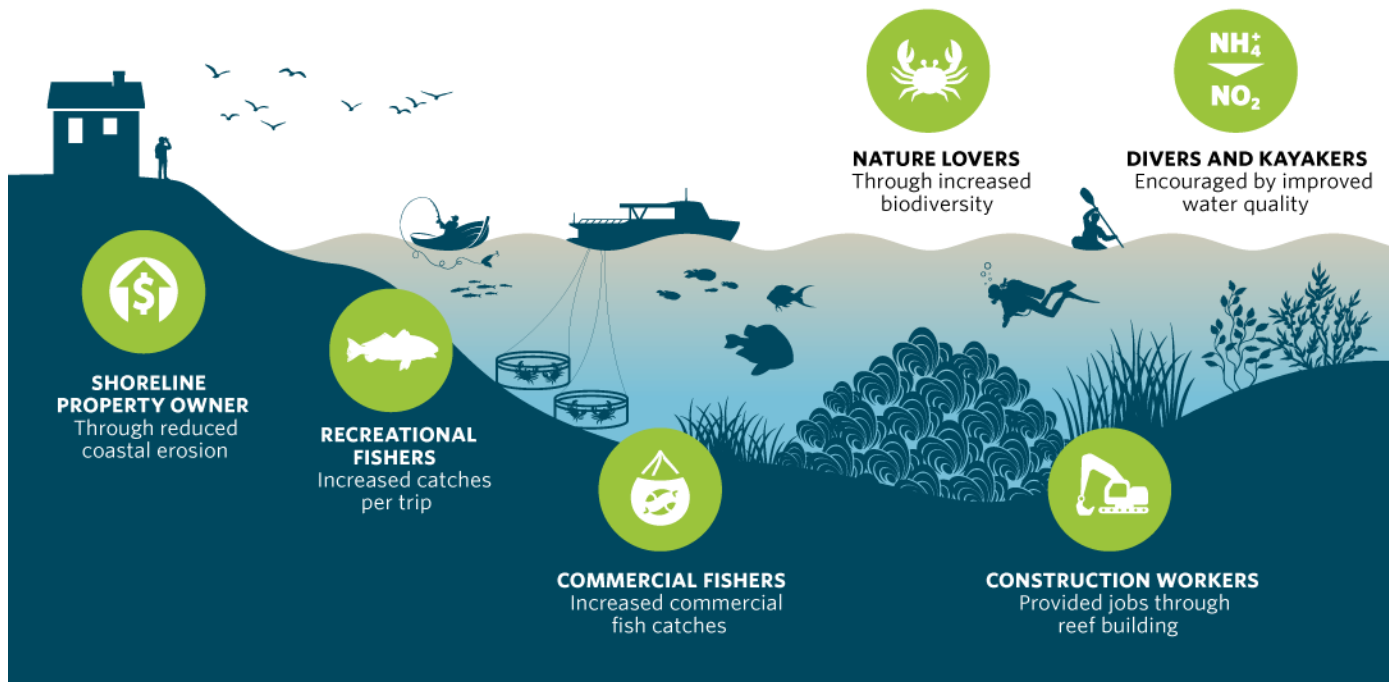 NH₄⁺
NO₂
NATURE LOVERS
Through increased
biodiversity
DIVERS AND KAYAKERS
Encouraged by improved
water quality
$
SHORELINE
PROPERTY OWNER
Through reduced
coastal erosion
RECREATIONAL
FISHERS
Increased catches
per trip
COMMERCIAL FISHERS
Increased commercial
fish catches
CONSTRUCTION WORKERS
Provided jobs through
reef building